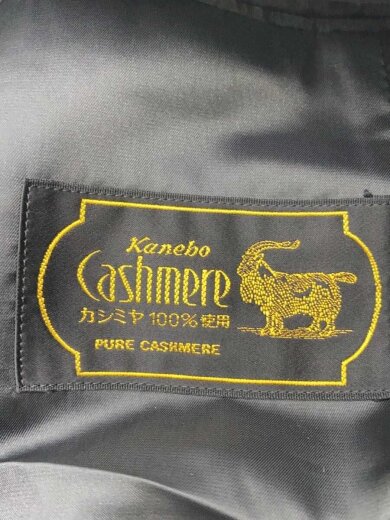 Kanebo
Cashmere
カシミヤ100%使用
PURE CASHMERE